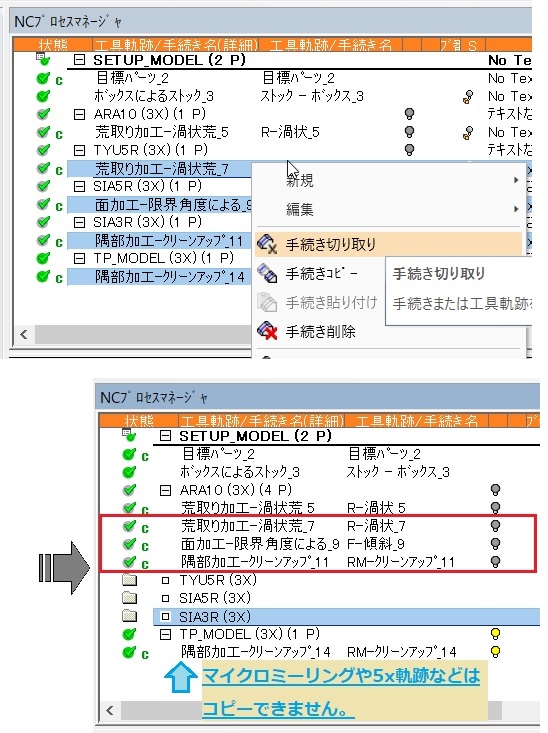 NCﾌﾟﾛｾｽﾏﾈｰｼﾞｬ
状態 工具軌跡/手続き名(詳細) 工具軌跡/手続き名 S
SETUP_MODEL (2 P) No Te
c 目標ﾊﾟｰﾂ_2 目標ﾊﾟｰﾂ_2 No Tex
c ﾎﾞｯｸｽによるストック_3 ストック － ボックス_3 No Tex
ARA10 (3X) (1 P) テキストな
c 荒取り加工－渦状荒_5 R－渦状_5 No Tex
TYU5R (3X) (1 P) テキストな
c 荒取り加工－渦状荒_7
SIA5R (3X) (1 P)
c 面加工－限界角度による_9
SIA3R (3X) (1 P)
c 隅部加工－クリーンアップ_11
TP_MODEL (3X) (1 P)
c 隅部加工－クリーンアップ_14
新規
編集
手続き切り取り
手続きｺﾋﾟｰ
手続き貼り付け
手続き削除
手続き切り取り
手続きまたは工具軌跡を
NCﾌﾟﾛｾｽﾏﾈｰｼﾞｬ
状態 工具軌跡/手続き名(詳細) 工具軌跡/手続き名
SETUP_MODEL (2 P)
c 目標ﾊﾟｰﾂ_2 目標ﾊﾟｰﾂ_2
ﾎﾞｯｸｽによるストック_3 ストック － ボックス_3
ARA10 (3X) (4 P)
c 荒取り加工－渦状荒_5 R－渦状_5
c 荒取り加工－渦状荒_7 R－渦状_7
c 面加工－限界角度による_9 F－傾斜_9
c 隅部加工－クリーンアップ_11 RM－クリーンアップ_11
TYU5R (3X)
SIA5R (3X)
SIA3R (3X)
TP_MODEL (3X) (1 P)
c 隅部加工－クリーンアップ_14 RM－クリーンアップ_14
マイクロミーリングや5x軌跡などは
コピーできません。